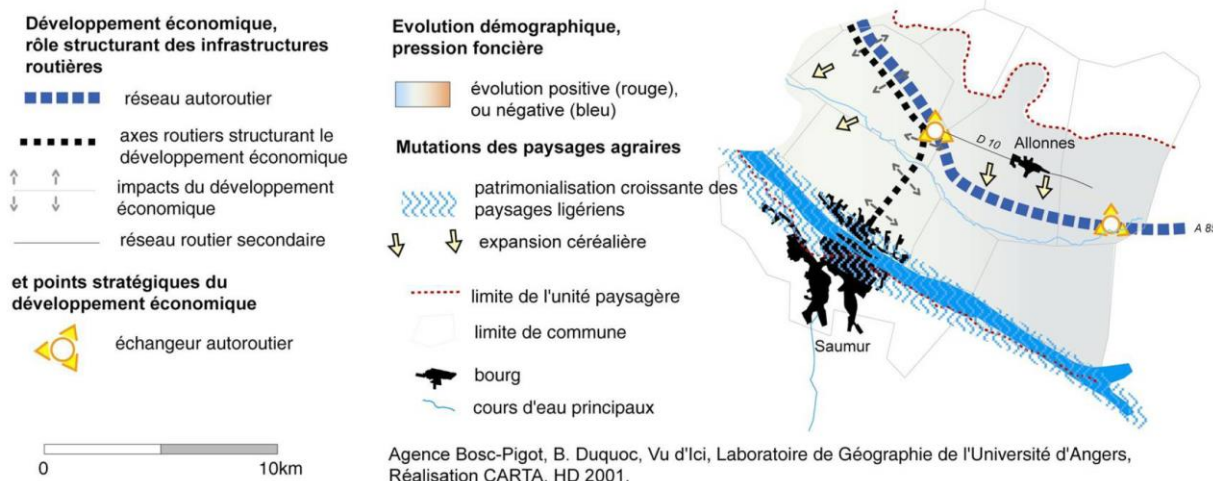 Développement économique,
rôle structurant des infrastructures
routières
réseau autoroutier
axes routiers structurant le
développement économique
impacts du développement
économique
réseau routier secondaire
et points stratégiques du
développement économique
échangeur autoroutier
0
10km
Evolution démographique,
pression foncière
évolution positive (rouge),
ou négative (bleu)
Mutations des paysages agraires
patrimonialisation croissante des
paysages ligériens
expansion céréalière
limite de l'unité paysagère
limite de commune
bourg
cours d'eau principaux
Agence Bosc-Pigot, B. Duquoc, Vu d'Ici, Laboratoire de Géographie de l'Université d'Angers,
Réalisation CARTA, HD 2001.
D 10
Allonnes
Saumur